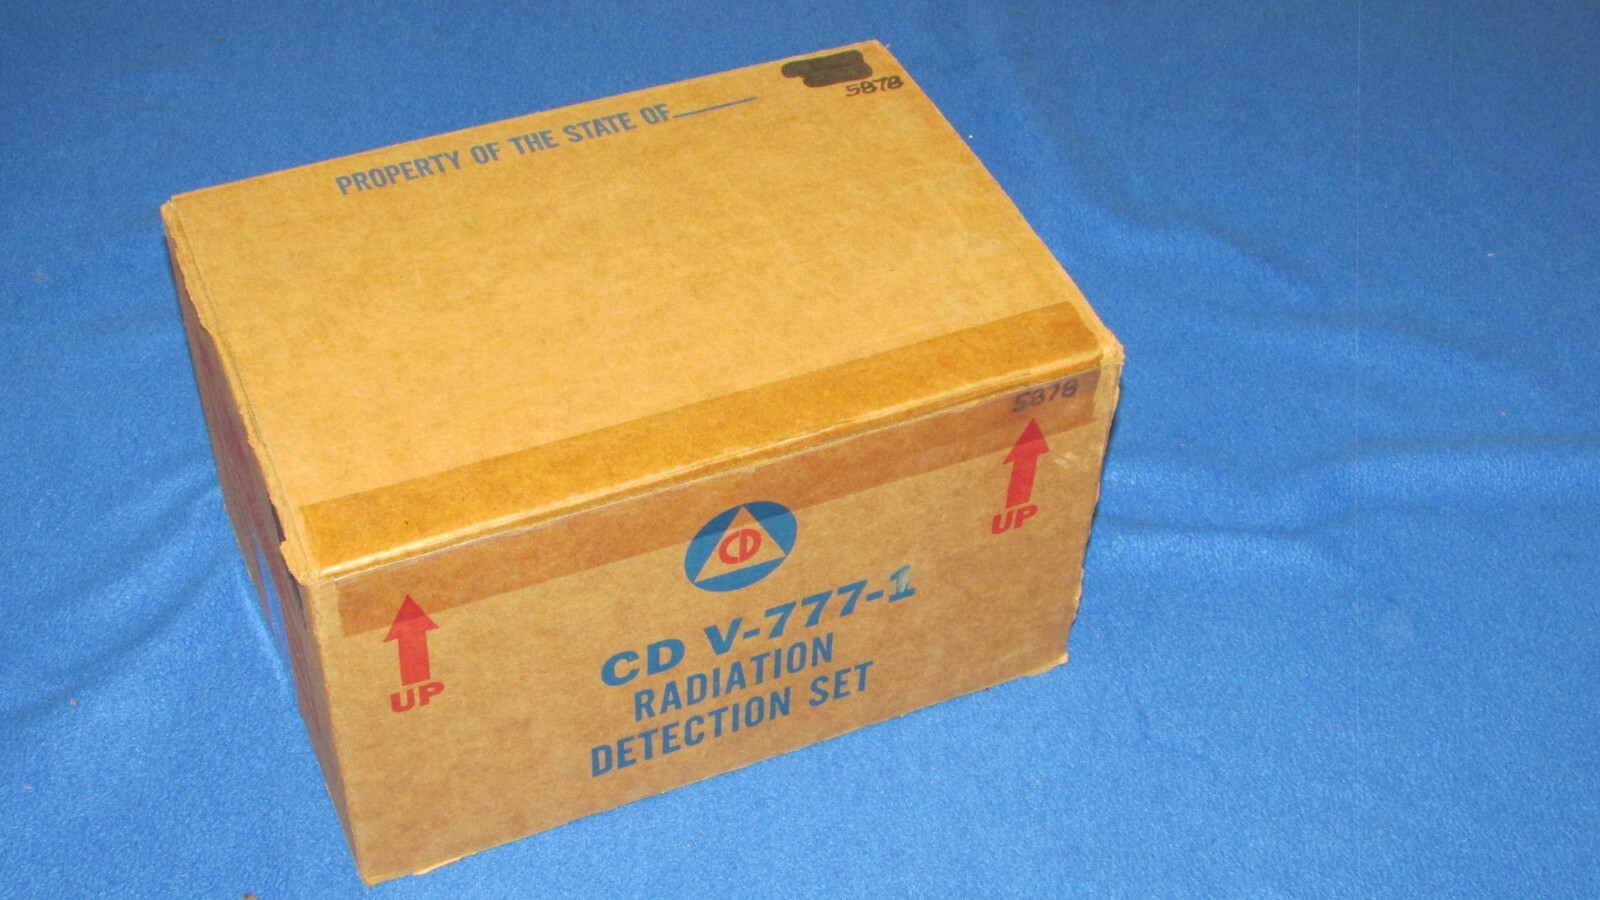 5878
PROPERTY OF THE STATE OF
5878
CD
UP
CD V-777-1
UP
RADIATION
DETECTION SET